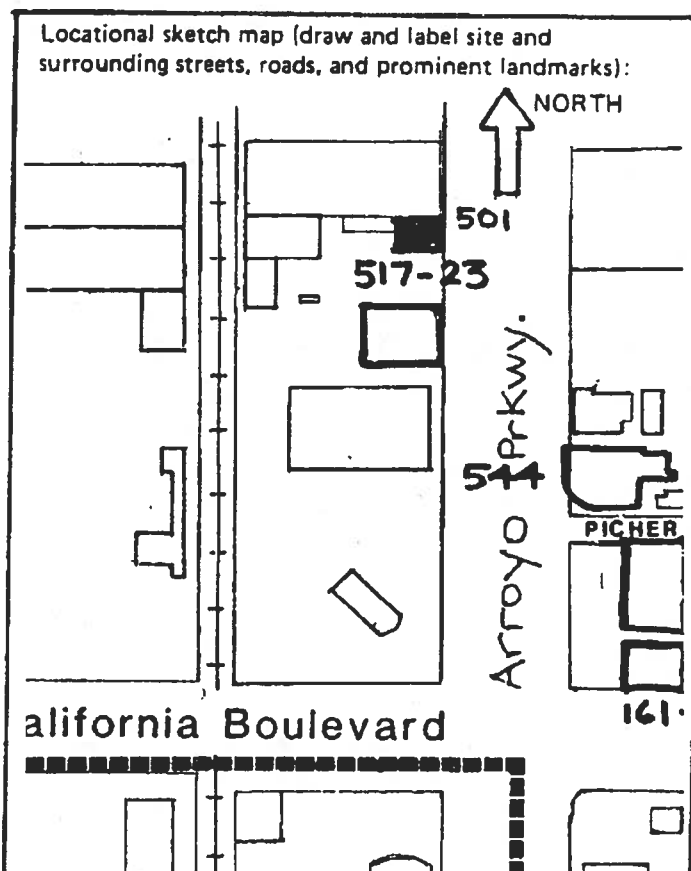 Locational sketch map (draw and label site and
surrounding streets, roads, and prominent landmarks):
NORTH
501
517-23
Arroyo Prkwy.
544
PICHER
161-
alifornia Boulevard